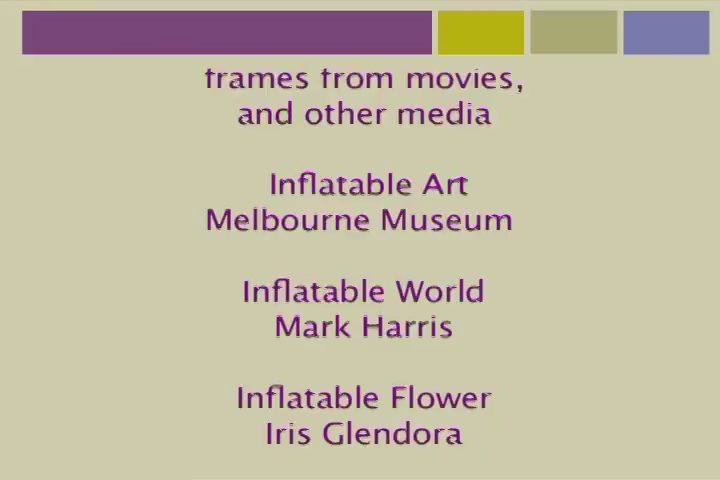 frames from movies,
and other media
Inflatable Art
Melbourne Museum
Inflatable World
Mark Harris
Inflatable Flower
Iris Glendora